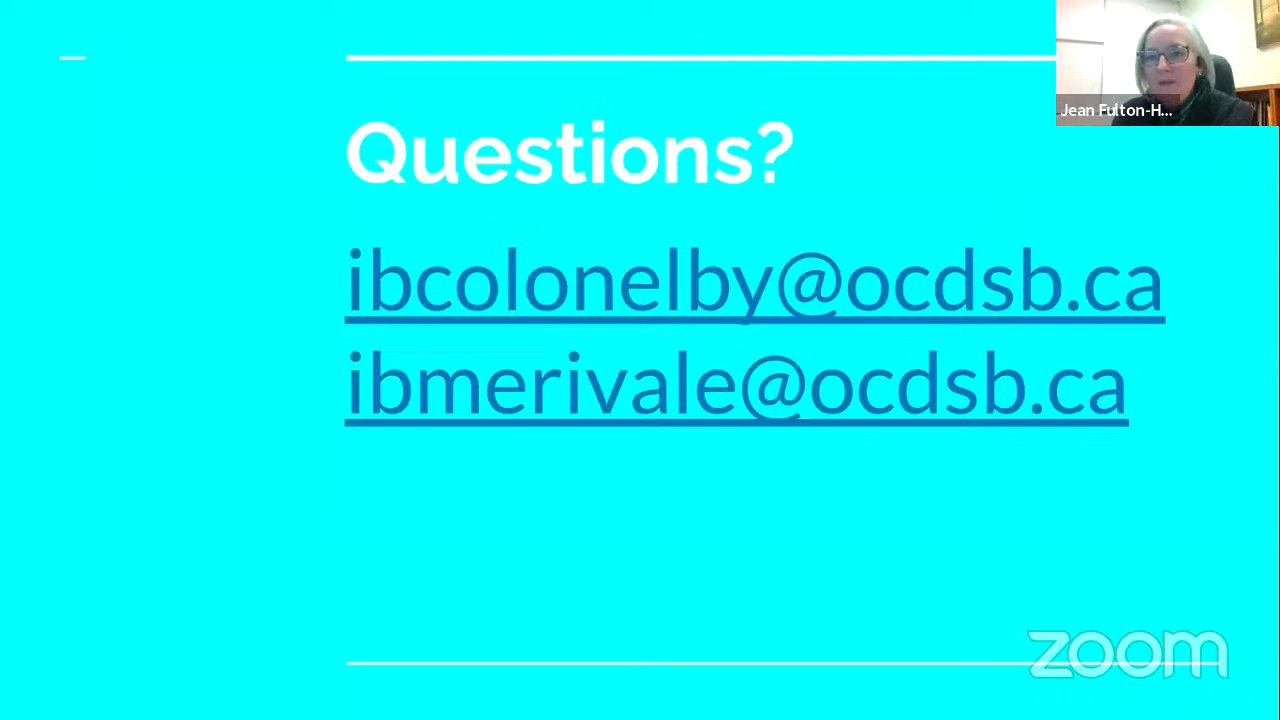 Jean Fulton-H...
Questions?
ibcolonelby@ocdsb.ca
ibmerivale@ocdsb.ca
zoom